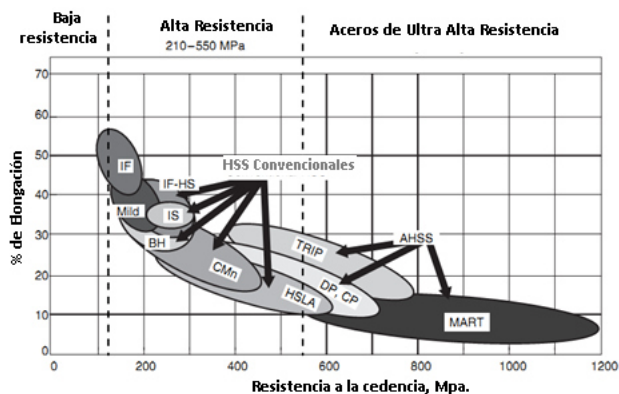 Baja
resistencia
Alta Resistencia
210–550 MPa
Aceros de Ultra Alta Resistencia
% de Elongación
70
60
50
40
30
20
10
0
IF
IF-HS
HSS Convencionales
Mild
IS
BH
CMn
HSLA
TRIP
AHSS
DP, CP
MART
0
200
400
600
800
1000
1200
Resistencia a la cedencia, Mpa.